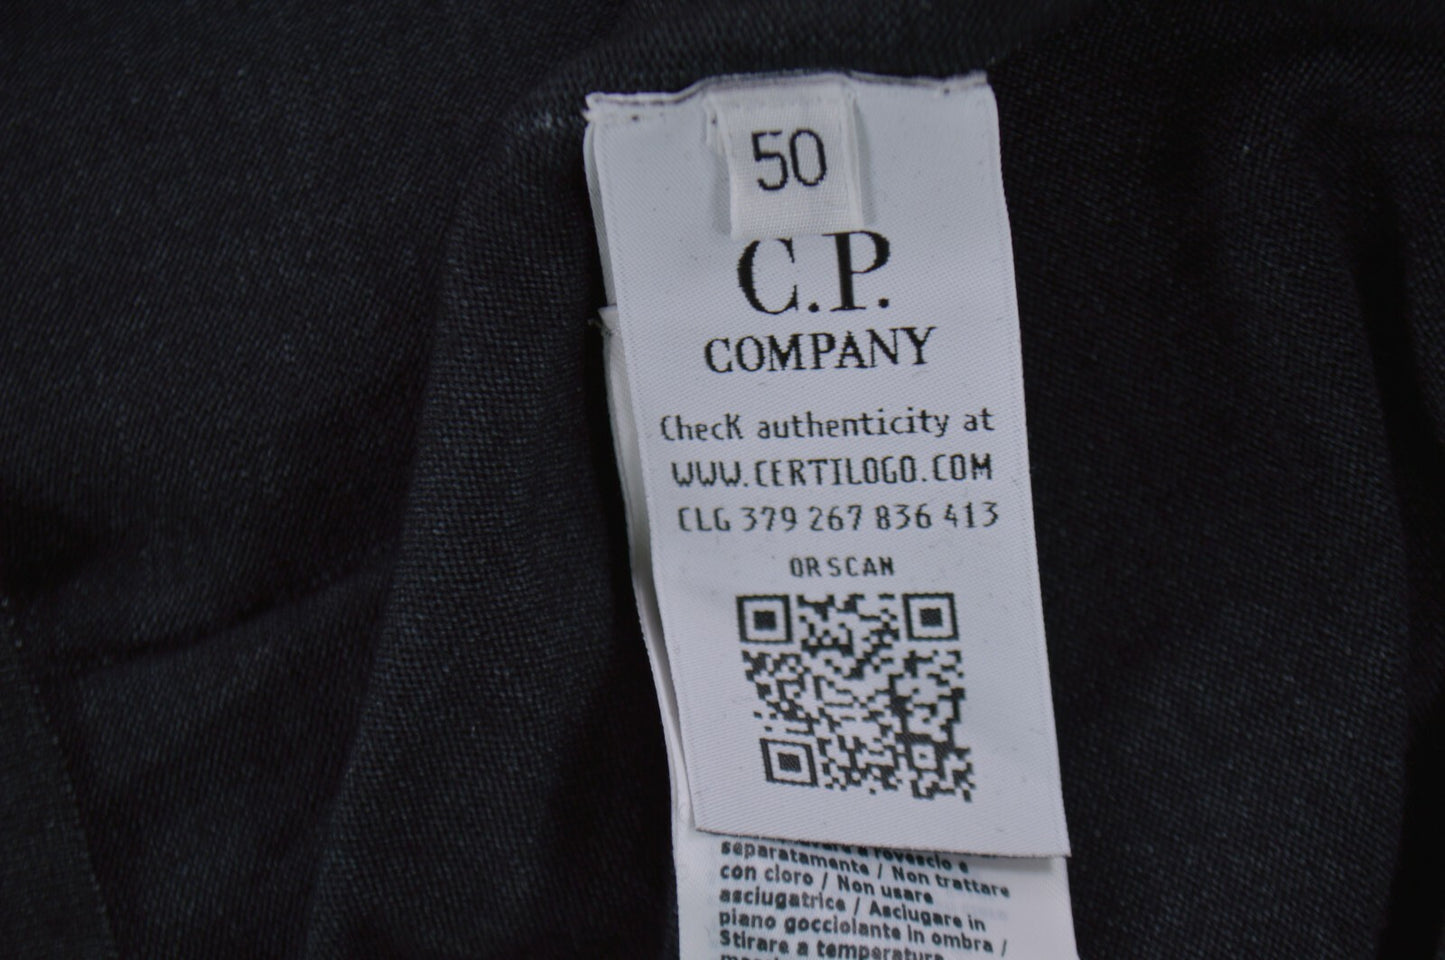 50
C.P.
COMPANY
Check authenticity at
WWW.CERTILOGO.COM
CLG 379 267 836 413
OR SCAN
a rovescio e
separatamente / Non trattare
con cloro / Non usare
asciugatrice / Asciugare in
piano gocciolante in ombra /
Stirare a temperatura